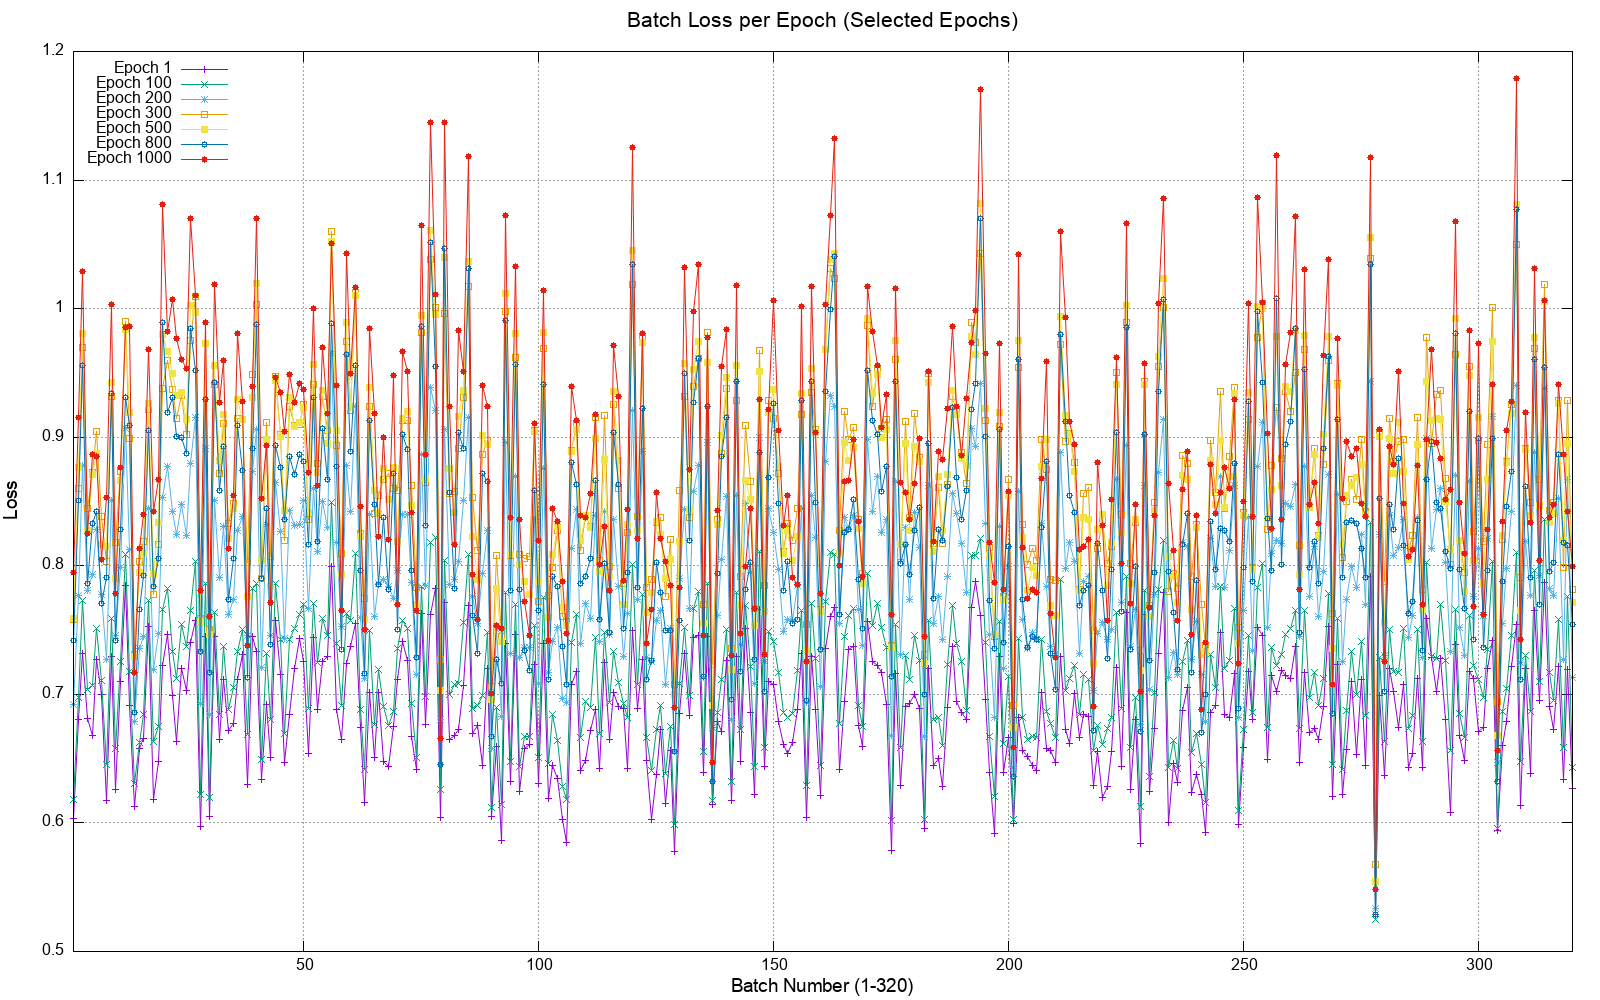 Batch Loss per Epoch (Selected Epochs)
1.2
1.1
1
0.9
0.8
0.7
0.6
0.5
Loss
Epoch 1
Epoch 100
Epoch 200
Epoch 300
Epoch 500
Epoch 800
Epoch 1000
50
100
150
200
250
300
Batch Number (1-320)